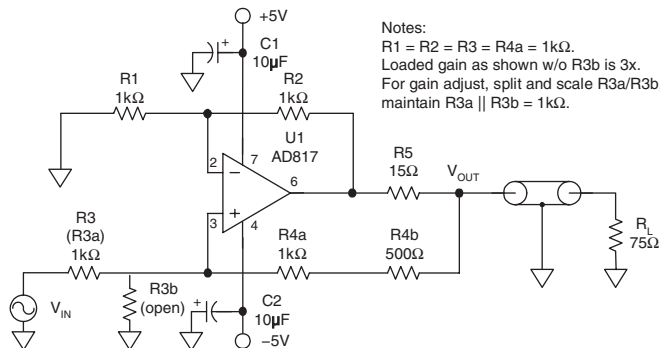 +5V
Notes:
R1 = R2 = R3 = R4a = 1kΩ.
Loaded gain as shown w/o R3b is 3x.
For gain adjust, split and scale R3a/R3b,
maintain R3a || R3b = 1kΩ.
+
C1
10µF
R1
1kΩ
R2
1kΩ
U1
AD817
2
7
−
6
+
3
4
R5
15Ω
VOUT
RL
75Ω
R3
(R3a)
1kΩ
R4a
1kΩ
R4b
500Ω
VIN
R3b
(open)
+
C2
10µF
−5V